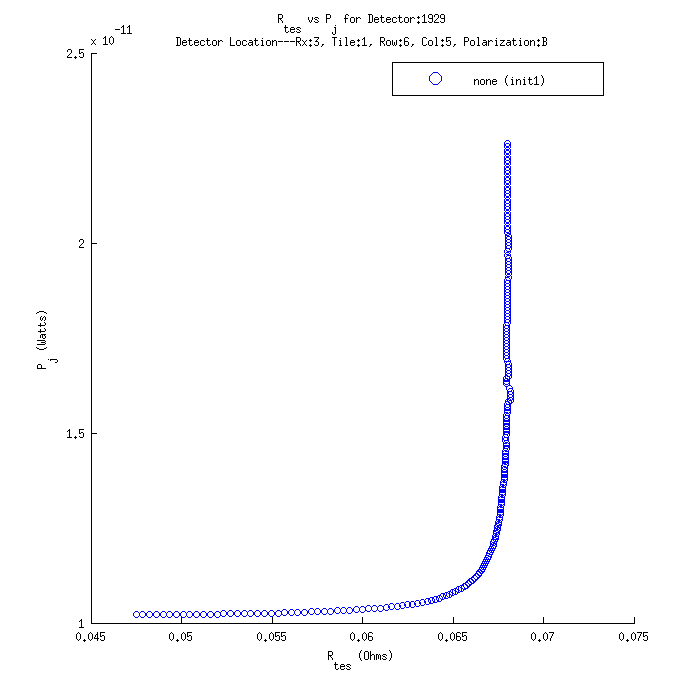 R_tes vs P_j for Detector:1929
Detector Location---Rx:3, Tile:1, Row:6, Col:5, Polarization:B
x 10^-11
none (init1)
2.5
2
1.5
1
P_j (Watts)
0.045 0.05 0.055 0.06 0.065 0.07 0.075
R_tes (Ohms)